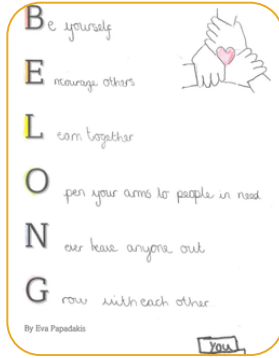 Be yourself
Encourage others
Learn together
Open your arms to people in need
Never leave anyone out
Grow with each other
By Eva Papadakis
You